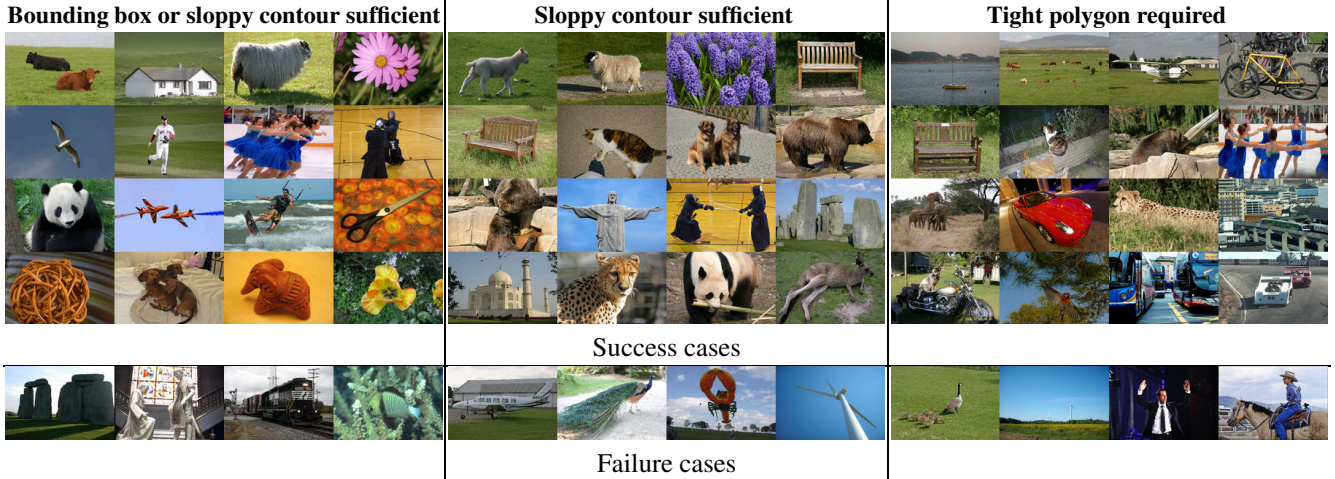 Bounding box or sloppy contour sufficient
Sloppy contour sufficient
Tight polygon required
Success cases
Failure cases